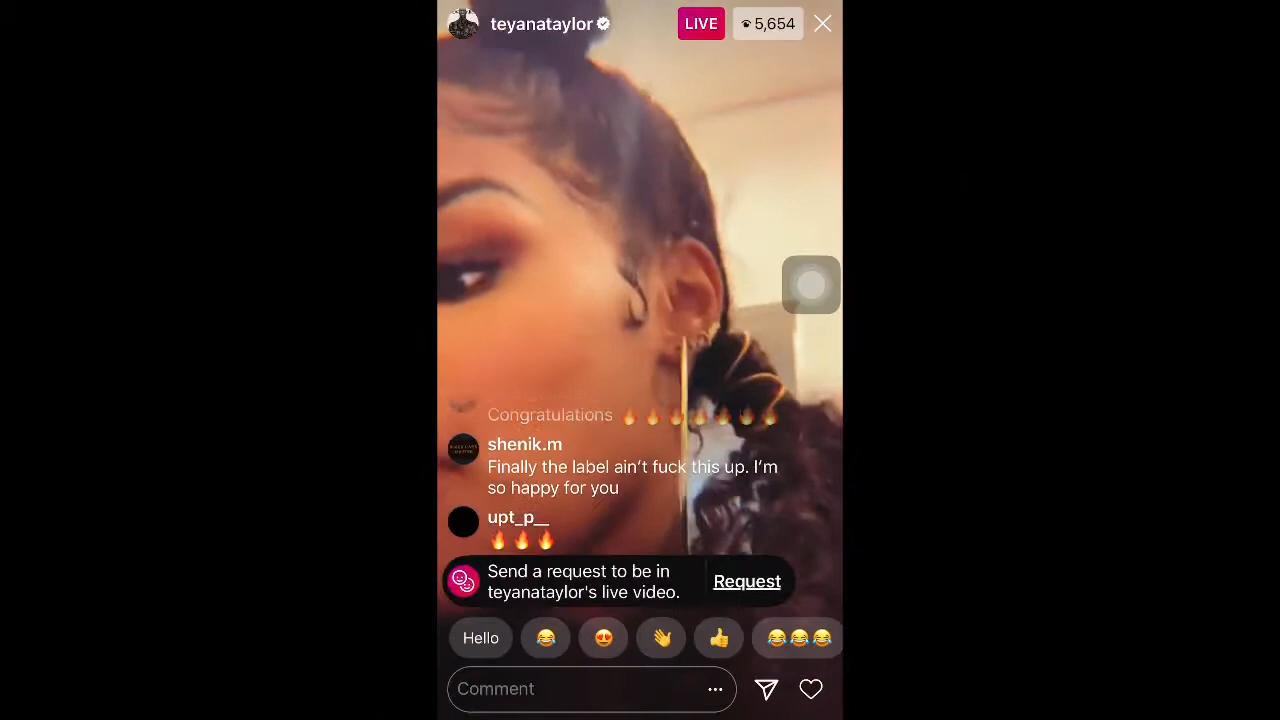 teyanataylor
LIVE
5,654
Congratulations 🔥🔥🔥🔥🔥🔥🔥
shenik.m
Finally the label ain't fuck this up. I'm
so happy for you
upt_p__
🔥🔥🔥
Send a request to be in
teyanataylor's live video.
Request
Hello
😂
😍
👋
👍
😂😂😂
Comment